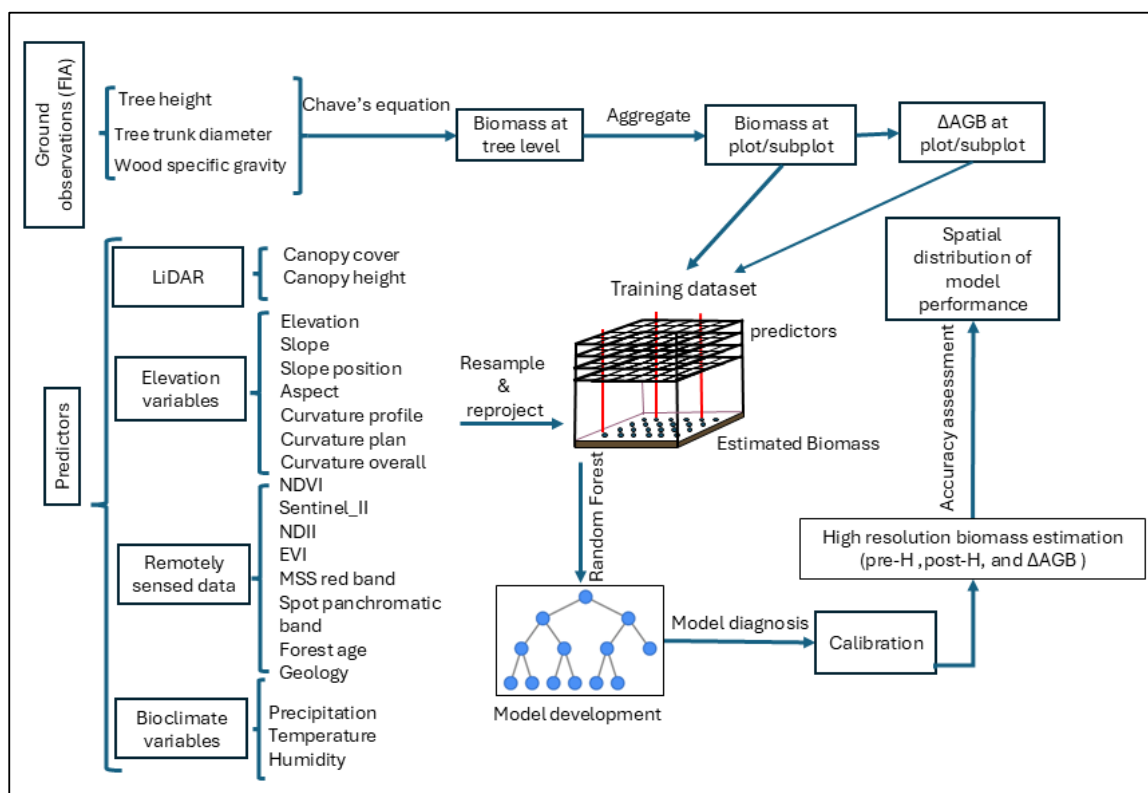 Ground
observations (FIA)
Tree height
Tree trunk diameter
Wood specific gravity
Chave's equation
Biomass at
tree level
Aggregate
Biomass at
plot/subplot
ΔAGB at
plot/subplot
Predictors
LiDAR
Canopy cover
Canopy height
Elevation
variables
Elevation
Slope
Slope position
Aspect
Curvature profile
Curvature plan
Curvature overall
Remotely
sensed data
NDVI
Sentinel_II
NDII
EVI
MSS red band
Spot panchromatic
band
Forest age
Geology
Bioclimate
variables
Precipitation
Temperature
Humidity
Resample
&
reproject
Training dataset
predictors
Estimated Biomass
Random Forest
Model development
Model diagnosis
Calibration
High resolution biomass estimation
(pre-H ,post-H, and ΔAGB )
Accuracy assessment
Spatial
distribution of
model
performance